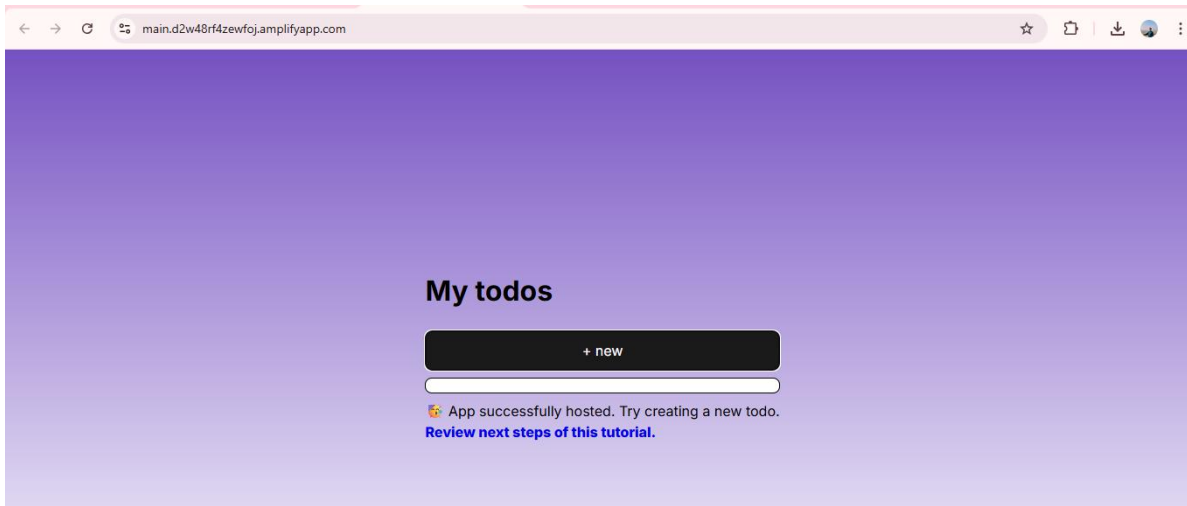 main.d2w48rf4zewfoj.amplifyapp.com
My todos
+ new
🥳 App successfully hosted. Try creating a new todo.
Review next steps of this tutorial.